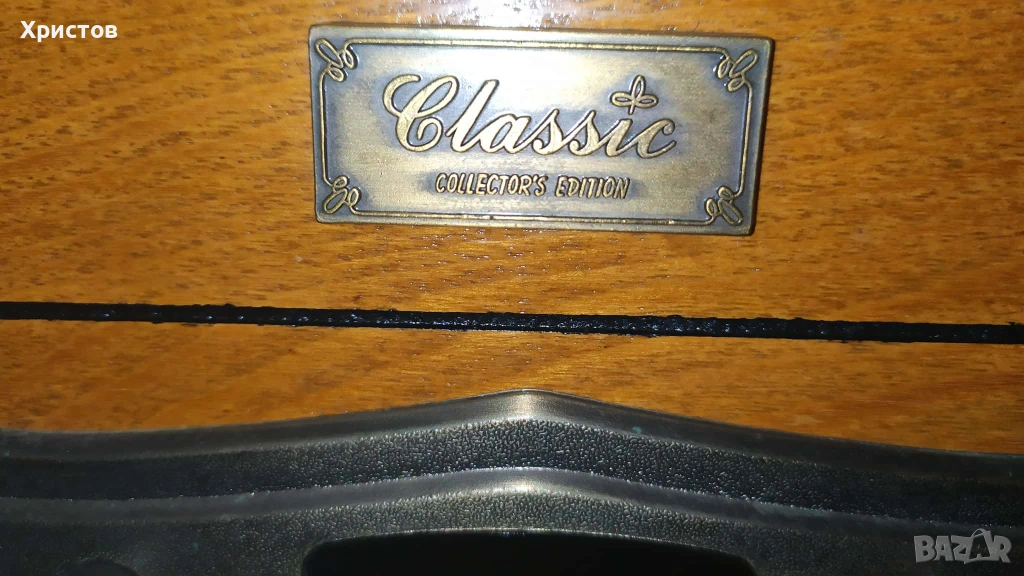 Христов
Classic
COLLECTOR'S EDITION
BAZAR